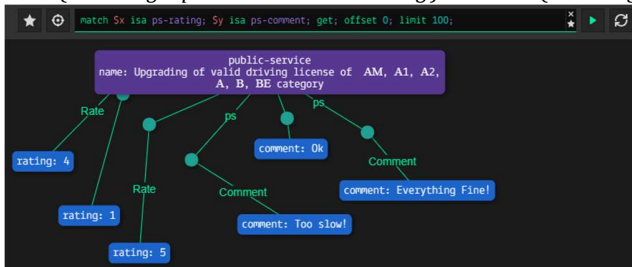 match $x isa ps-rating; $y isa ps-comment; get; offset 0; limit 100;
public-service
name: Upgrading of valid driving license of AM, A1, A2,
A, B, BE category
Rate
ps
ps
comment: Ok
rating: 4
Comment
Rate
Comment
comment: Everything Fine!
rating: 1
comment: Too slow!
rating: 5